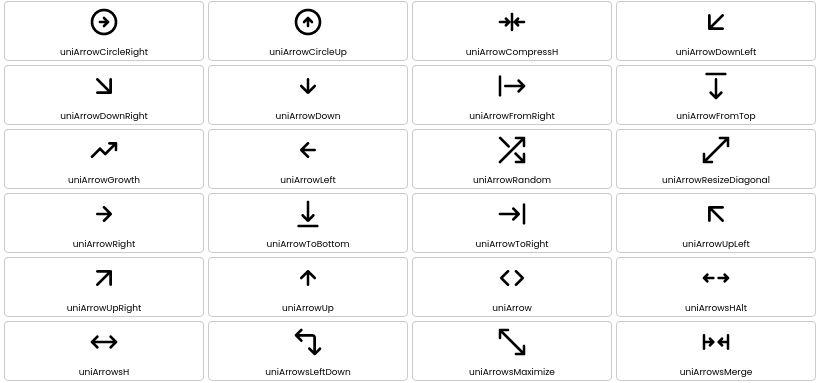 uniArrowCircleRight
uniArrowCircleUp
uniArrowCompressH
uniArrowDownLeft
uniArrowDownRight
uniArrowDown
uniArrowFromRight
uniArrowFromTop
uniArrowGrowth
uniArrowLeft
uniArrowRandom
uniArrowResizeDiagonal
uniArrowRight
uniArrowToBottom
uniArrowToRight
uniArrowUpLeft
uniArrowUpRight
uniArrowUp
uniArrow
uniArrowsHAlt
uniArrowsH
uniArrowsLeftDown
uniArrowsMaximize
uniArrowsMerge